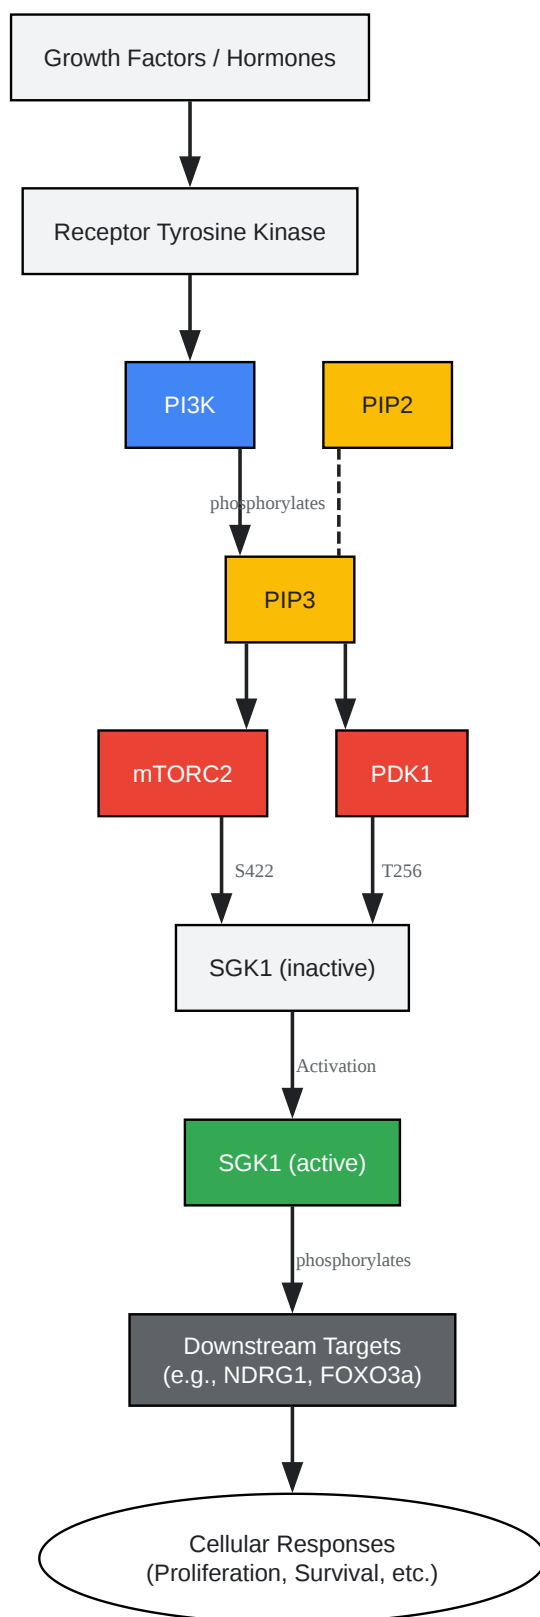 Growth Factors / Hormones
Receptor Tyrosine Kinase
PI3K
PIP2
phosphorylates
PIP3
mTORC2
PDK1
S422
T256
SGK1 (inactive)
Activation
SGK1 (active)
phosphorylates
Downstream Targets
(e.g., NDRG1, FOXO3a)
Cellular Responses
(Proliferation, Survival, etc.)